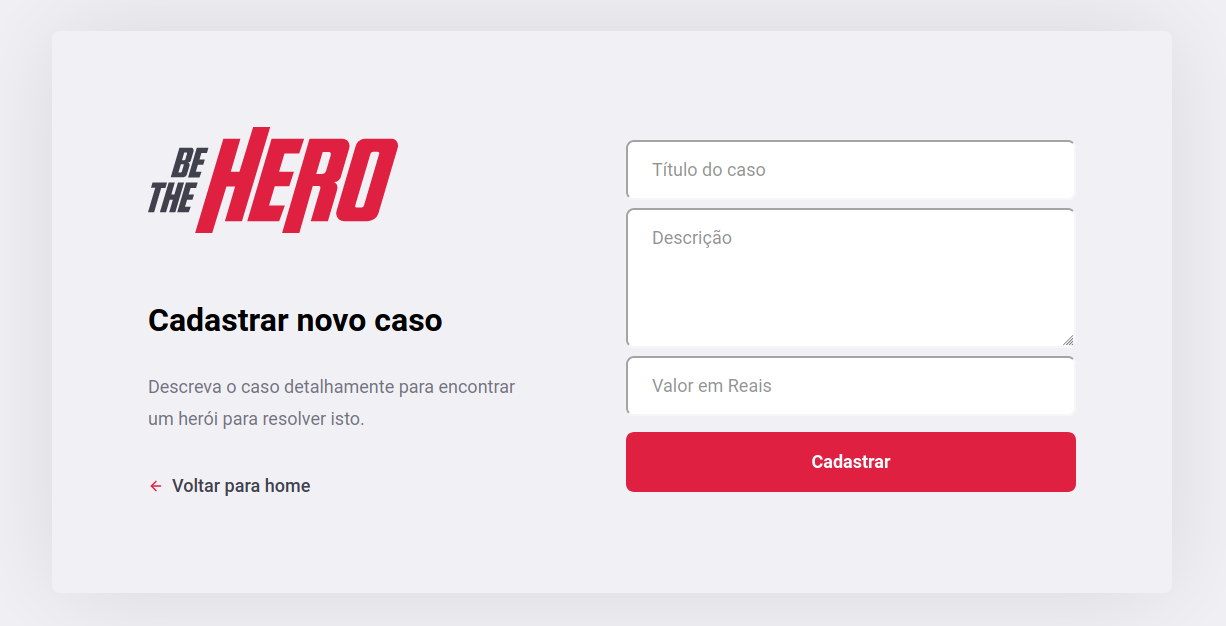 BE
THE
HERO
Cadastrar novo caso
Descreva o caso detalhamente para encontrar
um herói para resolver isto.
Voltar para home
Título do caso
Descrição
Valor em Reais
Cadastrar